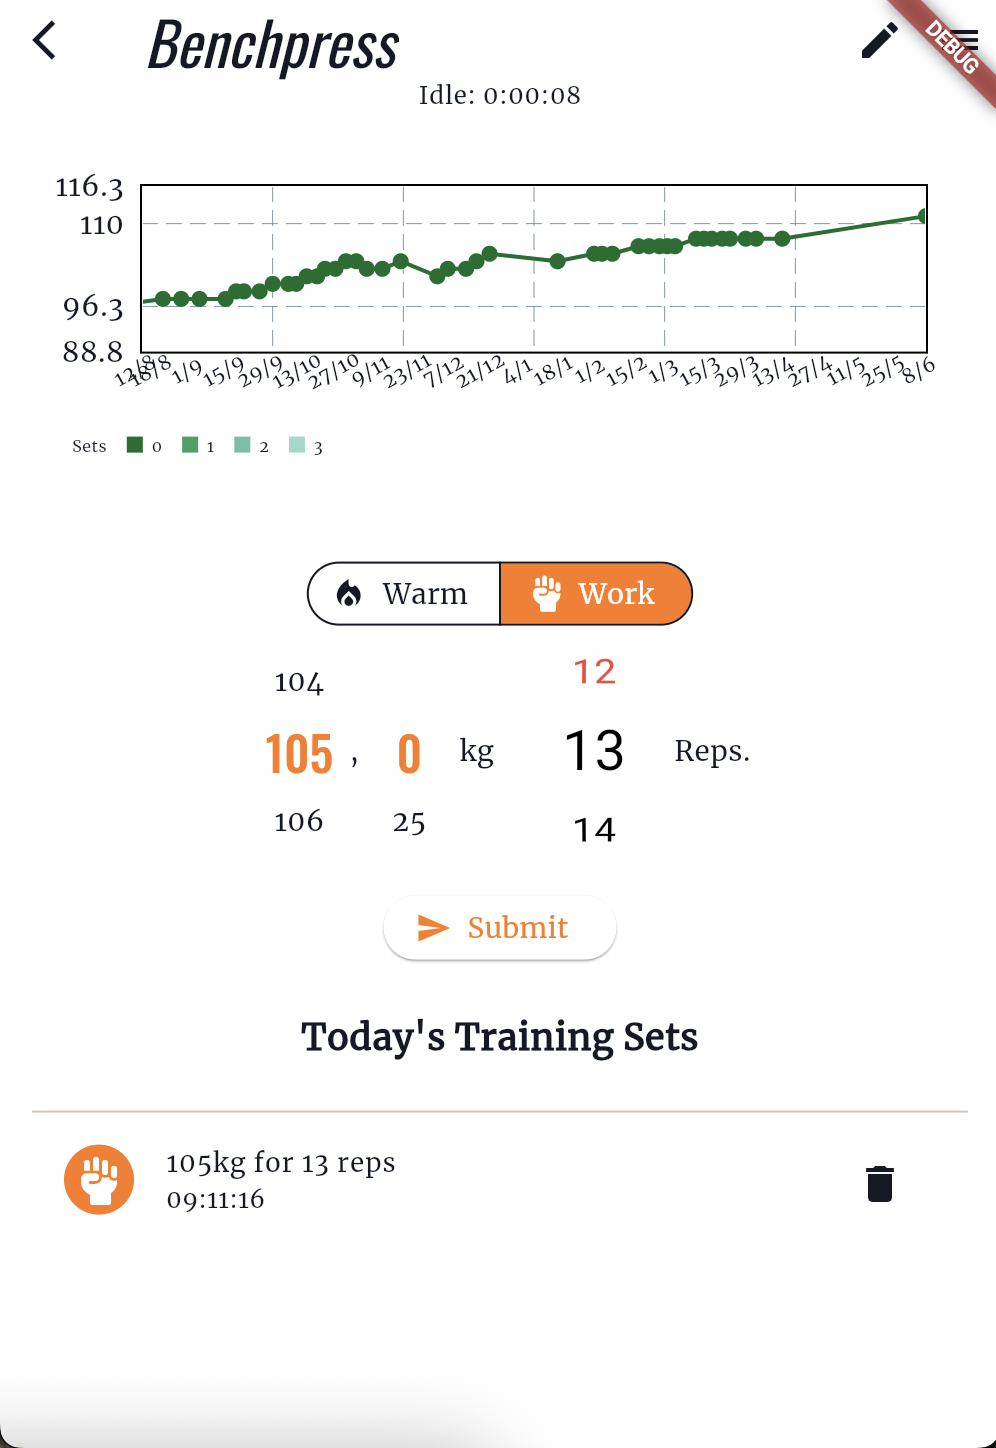 Benchpress
DEBUG
Idle: 0:00:08
116.3
110
96.3
88.8
12/8 18/8 1/9 15/9 29/9 13/10 27/10 9/11 23/11 7/12 21/12 4/1 18/1 1/2 15/2 1/3 15/3 29/3 13/4 27/4 11/5 25/5 8/6
Sets 0 1 2 3
Warm Work
104 12
105 , 0 kg 13 Reps.
106 25 14
Submit
Today's Training Sets
105kg for 13 reps
09:11:16